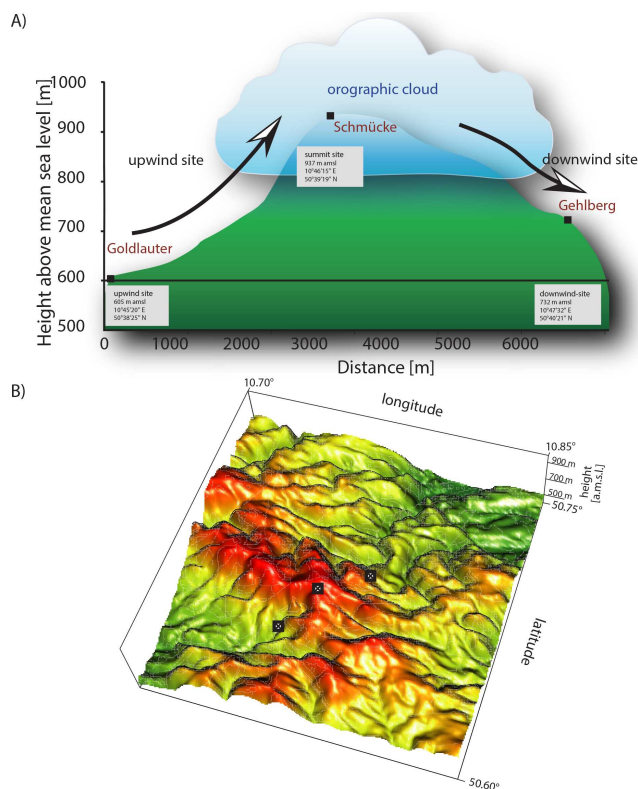 A)
Height above mean sea level [m]
1000
900
800
700
600
500
orographic cloud
Schmücke
upwind site
downwind site
summit site
937 m amsl
10°46'15" E
50°39'19" N
Goldlauter
Gehlberg
upwind site
605 m amsl
10°45'20" E
50°38'25" N
downwind-site
732 m amsl
10°47'32" E
50°40'21" N
0 1000 2000 3000 4000 5000 6000
Distance [m]
B)
10.70°
longitude
10.85°
900 m
700 m
500 m
height
[a.m.s.l.]
50.75°
latitude
50.60°